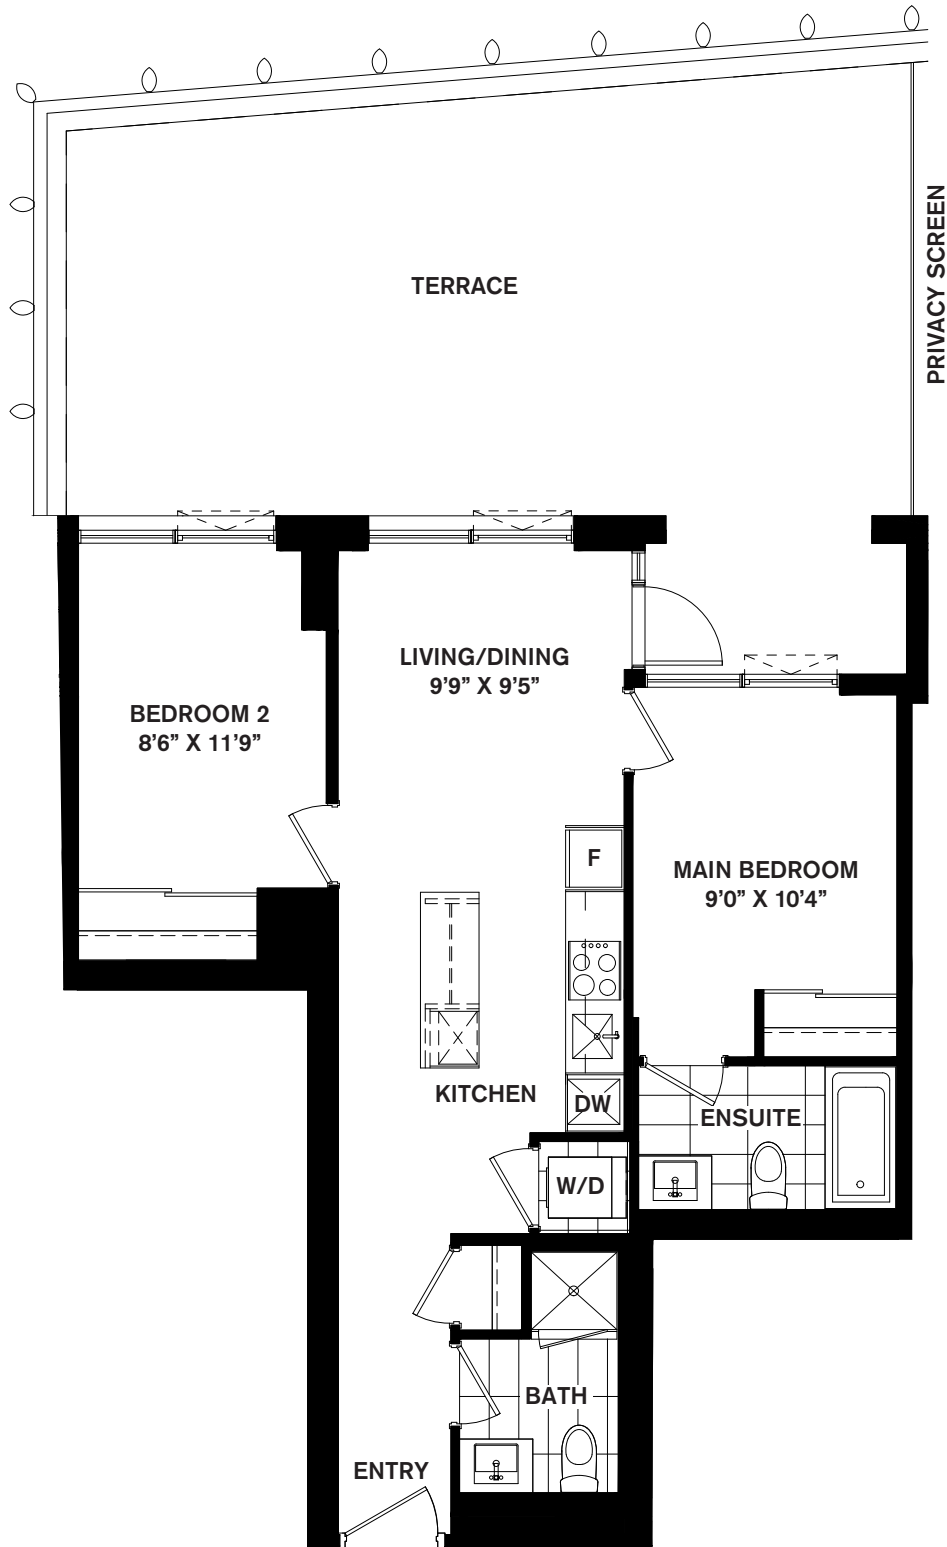 TERRACE
PRIVACY SCREEN
LIVING/DINING
9’9” X 9’5”
BEDROOM 2
8’6” X 11’9”
F
MAIN BEDROOM
9’0” X 10’4”
KITCHEN
DW
ENSUITE
W/D
BATH
ENTRY